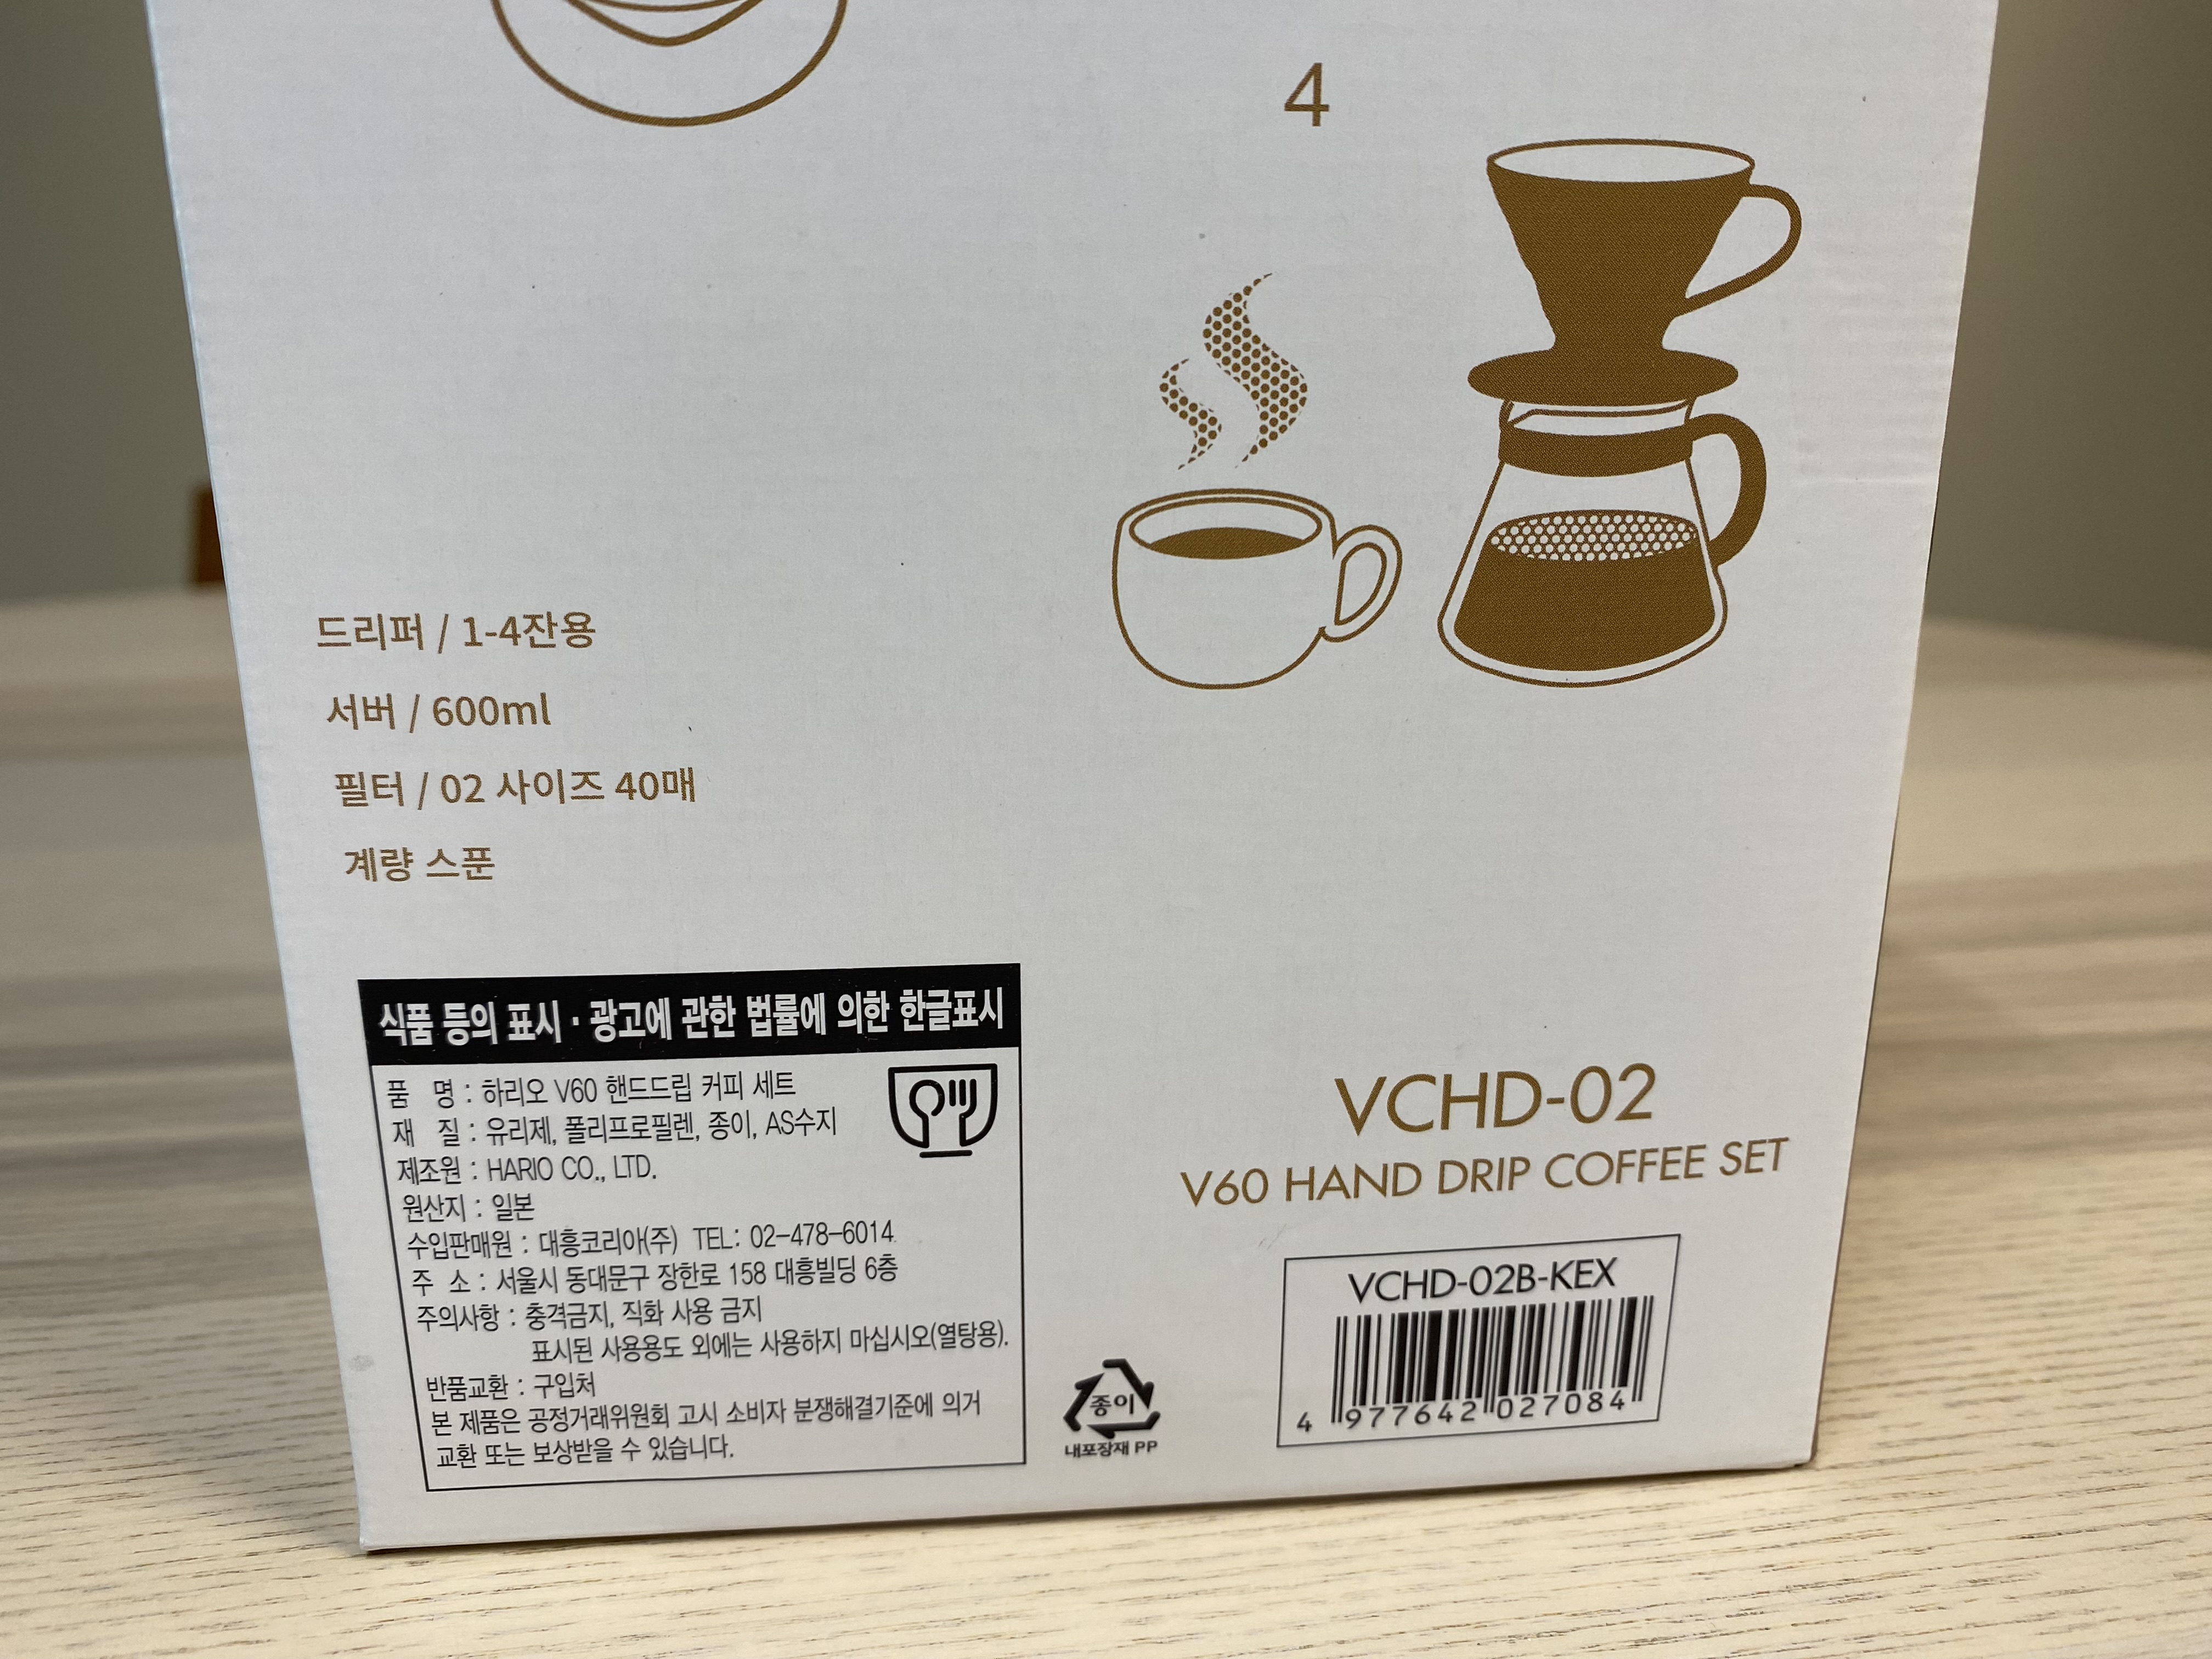 4
드리퍼 / 1-4잔용
서버 / 600ml
필터 / 02 사이즈 40매
계량 스푼
식품 등의 표시 · 광고에 관한 법률에 의한 한글표시
품 명 : 하리오 V60 핸드드립 커피 세트
재 질 : 유리제, 폴리프로필렌, 종이, AS수지
제조원 : HARIO CO., LTD.
원산지 : 일본
수입판매원 : 대흥코리아(주) TEL: 02-478-6014
주 소 : 서울시 동대문구 장한로 158 대흥빌딩 6층
주의사항 : 충격금지, 직화 사용 금지
표시된 사용용도 외에는 사용하지 마십시오(열탕용).
반품교환 : 구입처
본 제품은 공정거래위원회 고시 소비자 분쟁해결기준에 의거
교환 또는 보상받을 수 있습니다.
종이
내포장재 PP
VCHD-02
V60 HAND DRIP COFFEE SET
VCHD-02B-KEX
4 977642 027084